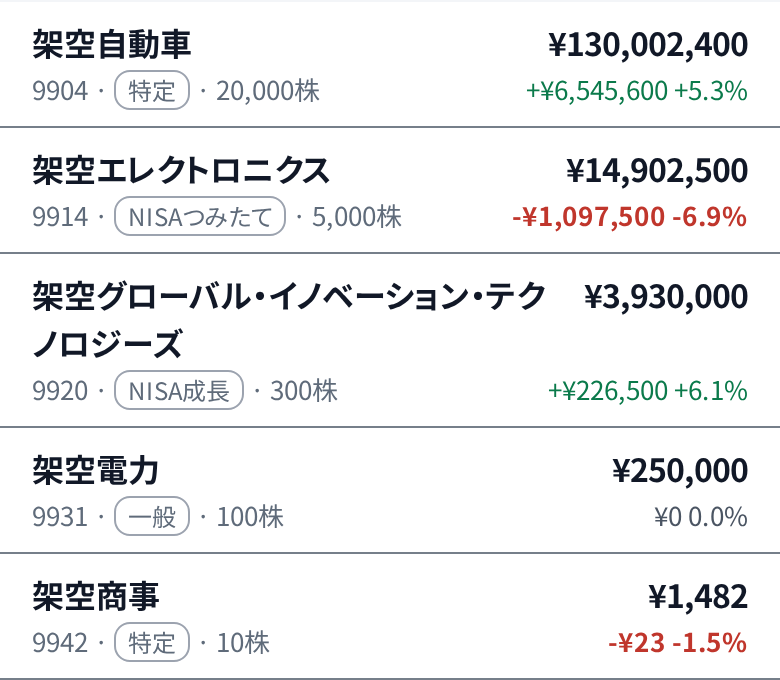 架空自動車 ¥130,002,400
9904 · 特定 · 20,000株 +¥6,545,600 +5.3%
架空エレクトロニクス ¥14,902,500
9914 · NISAつみたて · 5,000株 -¥1,097,500 -6.9%
架空グローバル・イノベーション・テク ¥3,930,000
ノロジーズ
9920 · NISA成長 · 300株 +¥226,500 +6.1%
架空電力 ¥250,000
9931 · 一般 · 100株 ¥0 0.0%
架空商事 ¥1,482
9942 · 特定 · 10株 -¥23 -1.5%